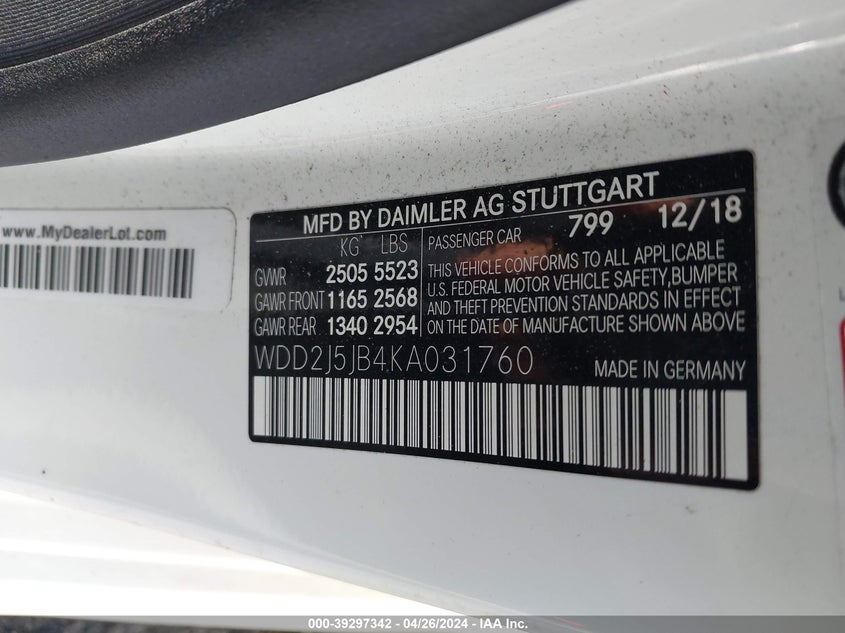 www.MyDealerLot.com
MFD BY DAIMLER AG STUTTGART
KG LBS
GVWR 2505 5523
GAWR FRONT 1165 2568
GAWR REAR 1340 2954
PASSENGER CAR 799 12/18
THIS VEHICLE CONFORMS TO ALL APPLICABLE
U.S. FEDERAL MOTOR VEHICLE SAFETY,BUMPER
AND THEFT PREVENTION STANDARDS IN EFFECT
ON THE DATE OF MANUFACTURE SHOWN ABOVE
WDD2J5JB4KA031760
MADE IN GERMANY
000-39297342 - 04/26/2024 - IAA Inc.